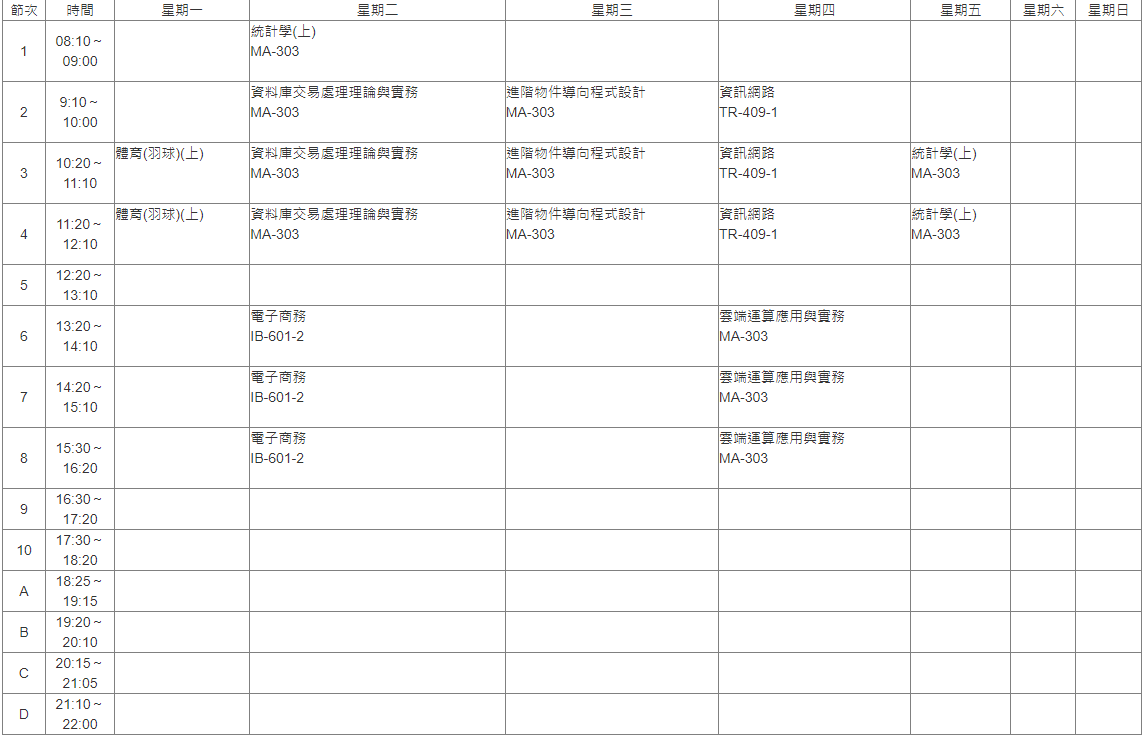 節次 時間 星期一 星期二 星期三 星期四 星期五 星期六 星期日
1 08:10～ 09:00 統計學(上) MA-303
2 9:10～ 10:00 資料庫交易處理理論與實務 MA-303 進階物件導向程式設計 MA-303 資訊網路 TR-409-1
3 10:20～ 11:10 體育(羽球)(上) 資料庫交易處理理論與實務 MA-303 進階物件導向程式設計 MA-303 資訊網路 TR-409-1 統計學(上) MA-303
4 11:20～ 12:10 體育(羽球)(上) 資料庫交易處理理論與實務 MA-303 進階物件導向程式設計 MA-303 資訊網路 TR-409-1 統計學(上) MA-303
5 12:20～ 13:10
6 13:20～ 14:10 電子商務 IB-601-2 雲端運算應用與實務 MA-303
7 14:20～ 15:10 電子商務 IB-601-2 雲端運算應用與實務 MA-303
8 15:30～ 16:20 電子商務 IB-601-2 雲端運算應用與實務 MA-303
9 16:30～ 17:20
10 17:30～ 18:20
A 18:25～ 19:15
B 19:20～ 20:10
C 20:15～ 21:05
D 21:10～ 22:00